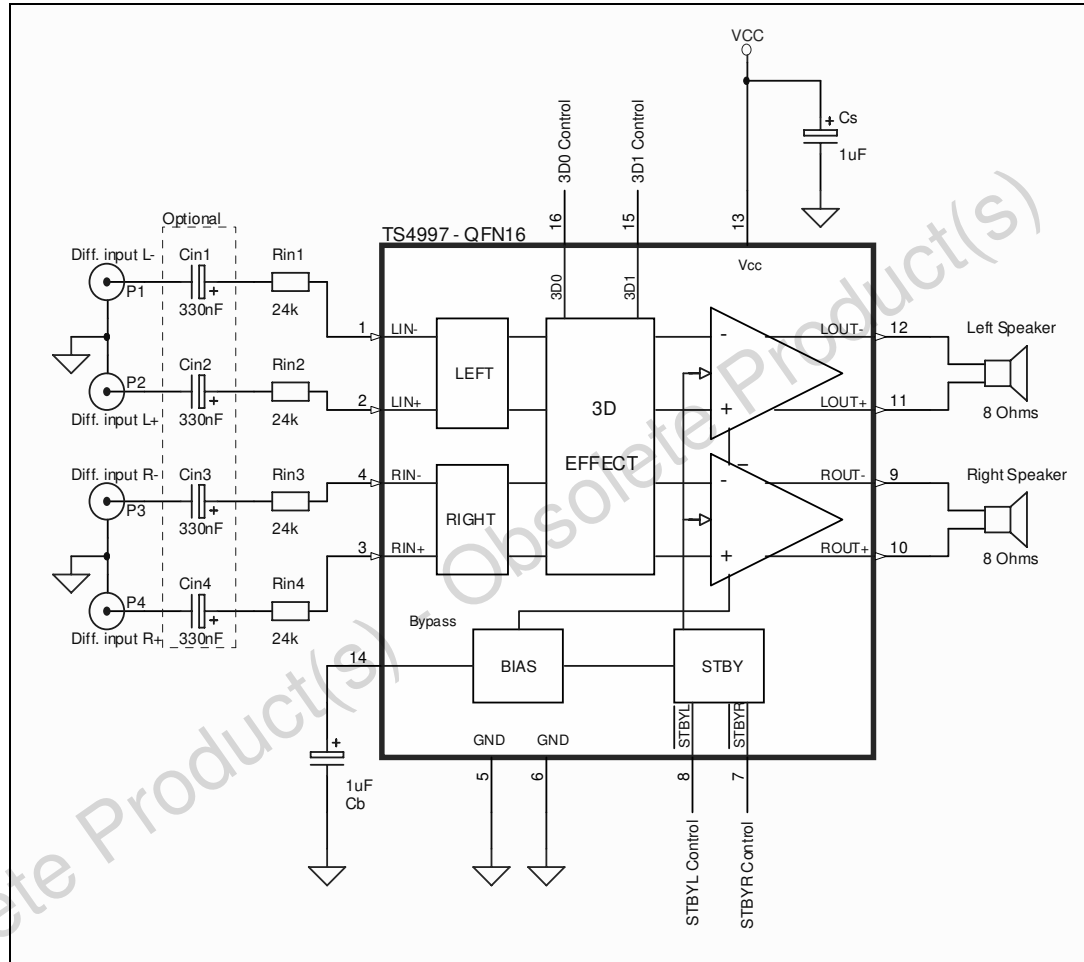 VCC
+
Cs
1uF
3D0 Control
3D1 Control
16
15
13
Optional
TS4997 - QFN16
Vcc
3D0
3D1
Diff. input L-
P1
Cin1
+
330nF
Rin1
24k
1
LIN-
P2
Diff. input L+
Cin2
+
330nF
Rin2
24k
2
LIN+
LEFT
Diff. input R-
P3
Cin3
+
330nF
Rin3
24k
4
RIN-
P4
Diff. input R+
Cin4
+
330nF
Rin4
24k
3
RIN+
RIGHT
3D
EFFECT
-
+
LOUT-
12
LOUT+
11
Left Speaker
8 Ohms
-
+
ROUT-
9
ROUT+
10
Right Speaker
8 Ohms
Bypass
14
BIAS
STBY
STBYL
STBYR
GND
GND
5
6
8
7
+
1uF
Cb
STBYL Control
STBYR Control
ete Product(s) - Obsolete Product(s)